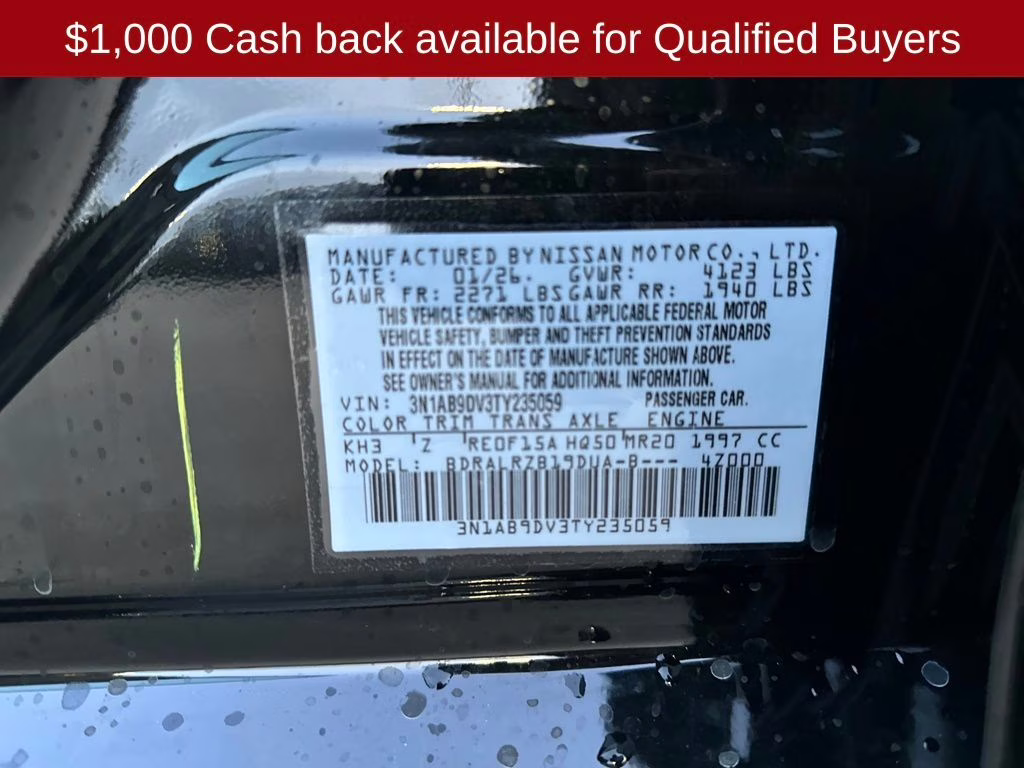 $1,000 Cash back available for Qualified Buyers
MANUFACTURED BY NISSAN MOTOR CO., LTD.
DATE: 01/26. GVWR: 4123 LBS
GAWR FR: 2271 LBS GAWR RR: 1940 LBS
THIS VEHICLE CONFORMS TO ALL APPLICABLE FEDERAL MOTOR
VEHICLE SAFETY, BUMPER AND THEFT PREVENTION STANDARDS
IN EFFECT ON THE DATE OF MANUFACTURE SHOWN ABOVE.
SEE OWNER'S MANUAL FOR ADDITIONAL INFORMATION.
VIN: 3N1AB9DV3TY235059 PASSENGER CAR.
COLOR TRIM TRANS AXLE ENGINE
KH3 Z RE0F15A HQ50 MR20 1997 CC
MODEL: BDRALRZB19DUA-B--- 4Z000
3N1AB9DV3TY235059